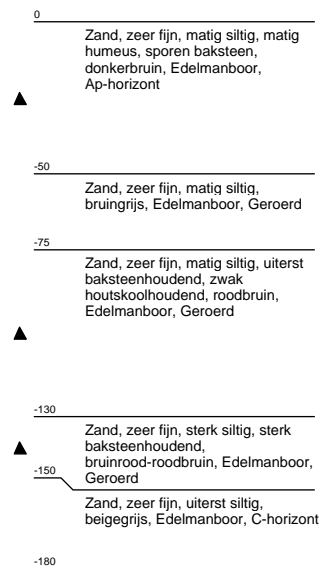 0
Zand, zeer fijn, matig siltig, matig
humeus, sporen baksteen,
donkerbruin, Edelmanboor,
Ap-horizont
-50
Zand, zeer fijn, matig siltig,
bruingrijs, Edelmanboor, Geroerd
-75
Zand, zeer fijn, matig siltig, uiterst
baksteenhoudend, zwak
houtskoolhoudend, roodbruin,
Edelmanboor, Geroerd
-130
Zand, zeer fijn, sterk siltig, sterk
baksteenhoudend,
bruinrood-roodbruin, Edelmanboor,
Geroerd
-150
Zand, zeer fijn, uiterst siltig,
beigegrijs, Edelmanboor, C-horizont
-180